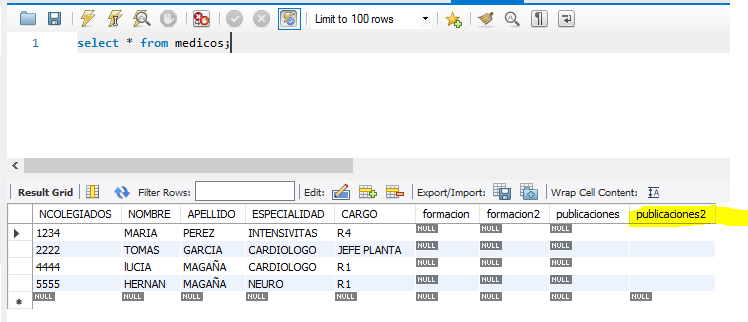 Limit to 100 rows
1 select * from medicos;
Result Grid Filter Rows: Edit: Export/Import: Wrap Cell Content:
NCOLEGIADOS NOMBRE APELLIDO ESPECIALIDAD CARGO formacion formacion2 publicaciones publicaciones2
1234 MARIA PEREZ INTENSIVITAS R4 NULL NULL NULL
2222 TOMAS GARCIA CARDIOLOGO JEFE PLANTA NULL NULL NULL
4444 lUCIA MAGAÑA CARDIOLOGO R1 NULL NULL NULL
5555 HERNAN MAGAÑA NEURO R1 NULL NULL NULL
NULL NULL NULL NULL NULL NULL NULL NULL NULL